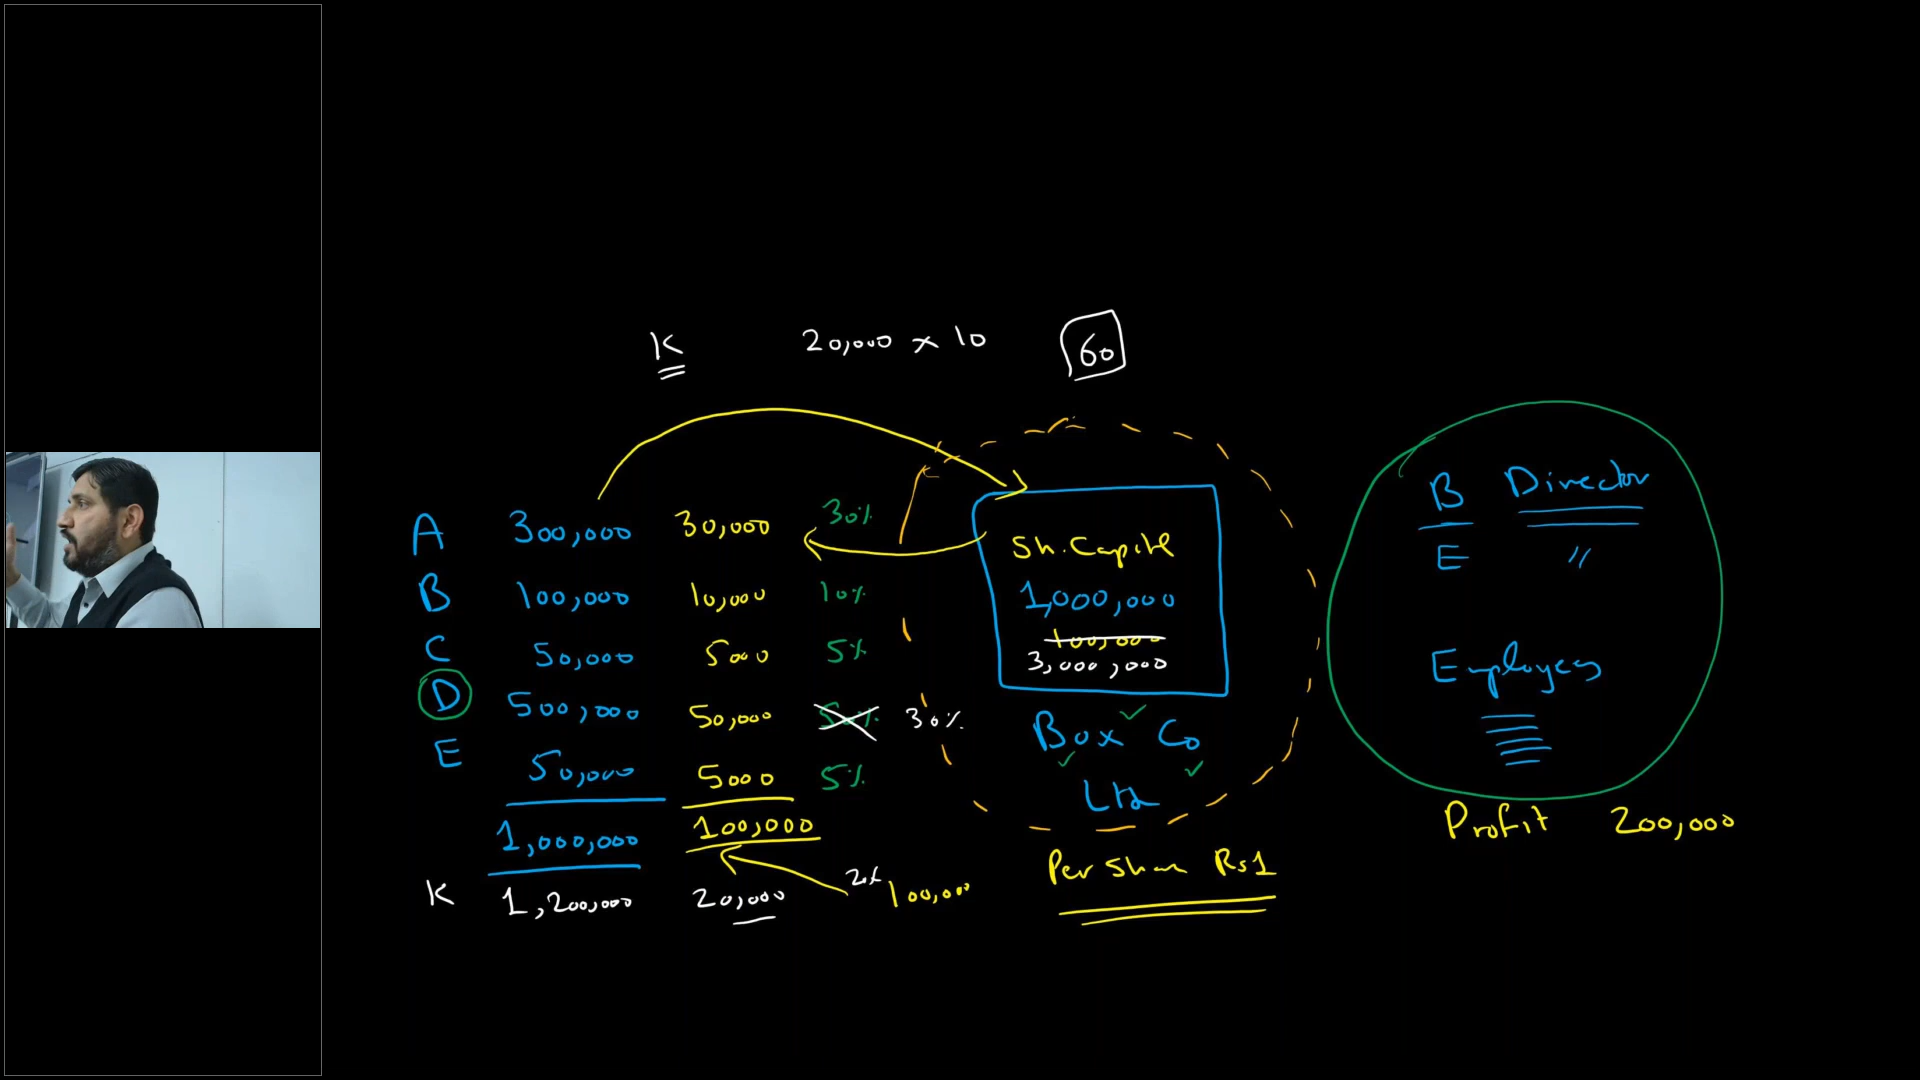 K 20,000 x 10 60
A 300,000 30,000 30%
B 100,000 10,000 10%
C 50,000 5000 5%
D 500,000 50,000 50% 30%
E 50,000 5000 5%
1,000,000 100,000
K 1,200,000 20,000 20% 100,000
Sh. Capital
1,000,000
100,000
3,000,000
Box Co
Ltd
Per Share Rs1
B Director
E "
Employees
Profit 200,000